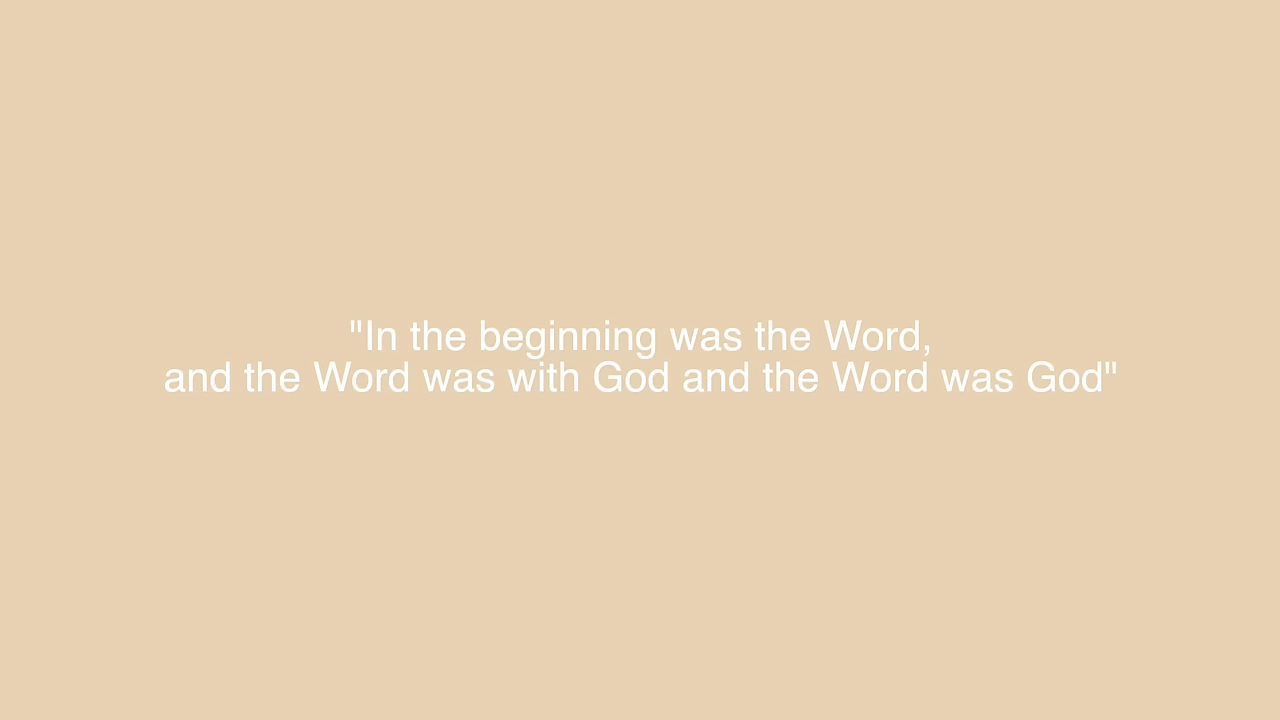 "In the beginning was the Word,
and the Word was with God and the Word was God"